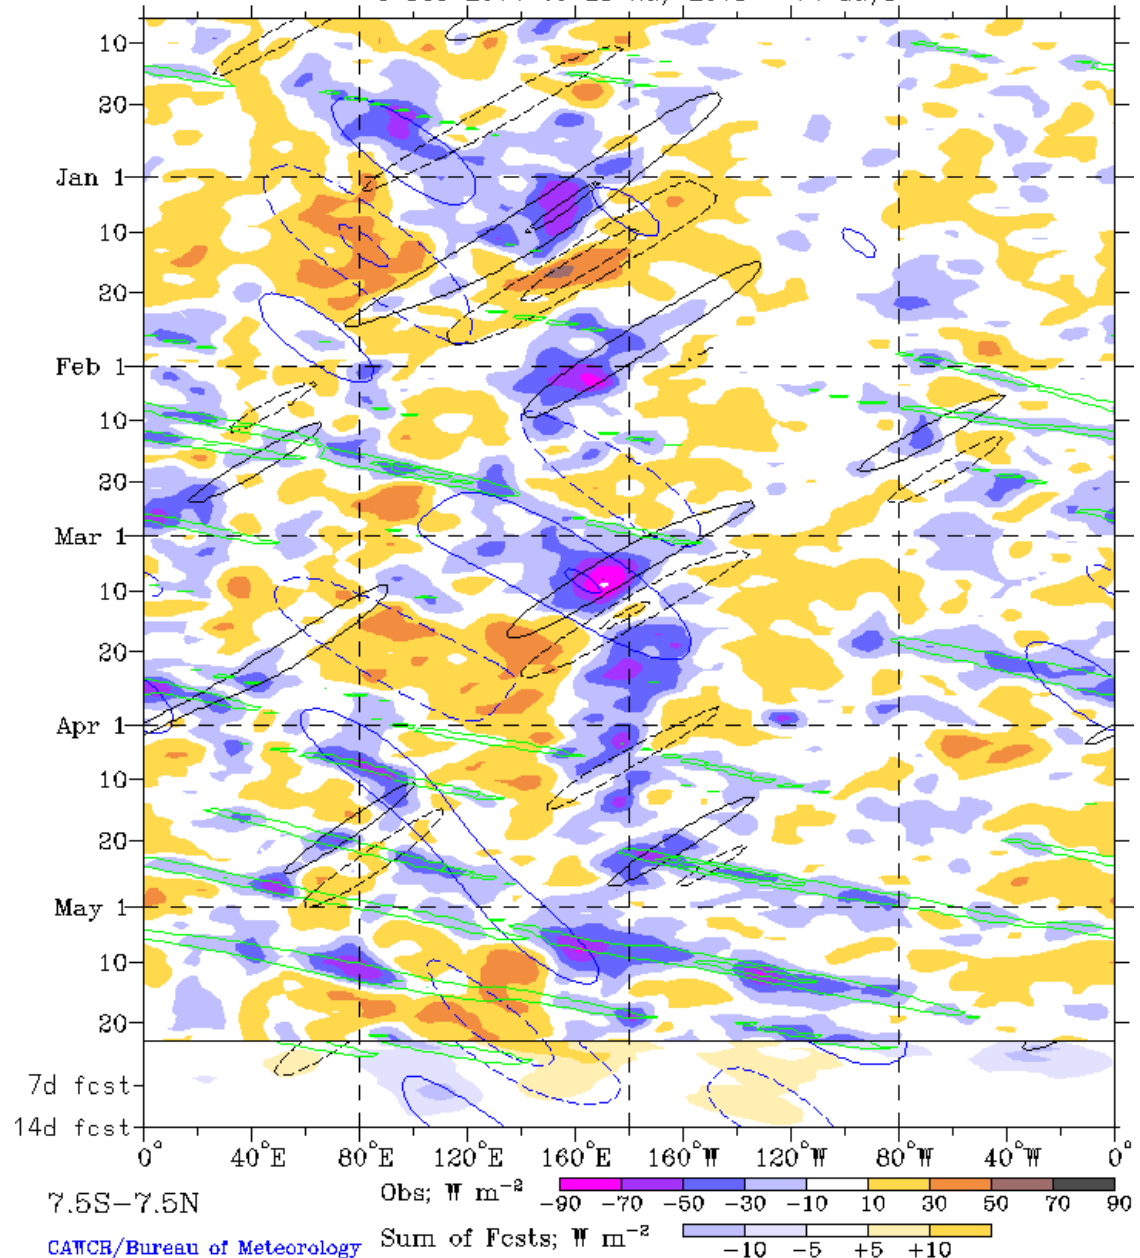 10
20
Jan 1
10
20
Feb 1
10
20
Mar 1
10
20
Apr 1
10
20
May 1
10
20
7d fcst
14d fcst
0° 40°E 80°E 120°E 160°E 160°W 120°W 80°W 40°W 0°
7.5S-7.5N
Obs; W m⁻² -90 -70 -50 -30 -10 10 30 50 70 90
CAWCR/Bureau of Meteorology
Sum of Fcsts; W m⁻² -10 -5 +5 +10